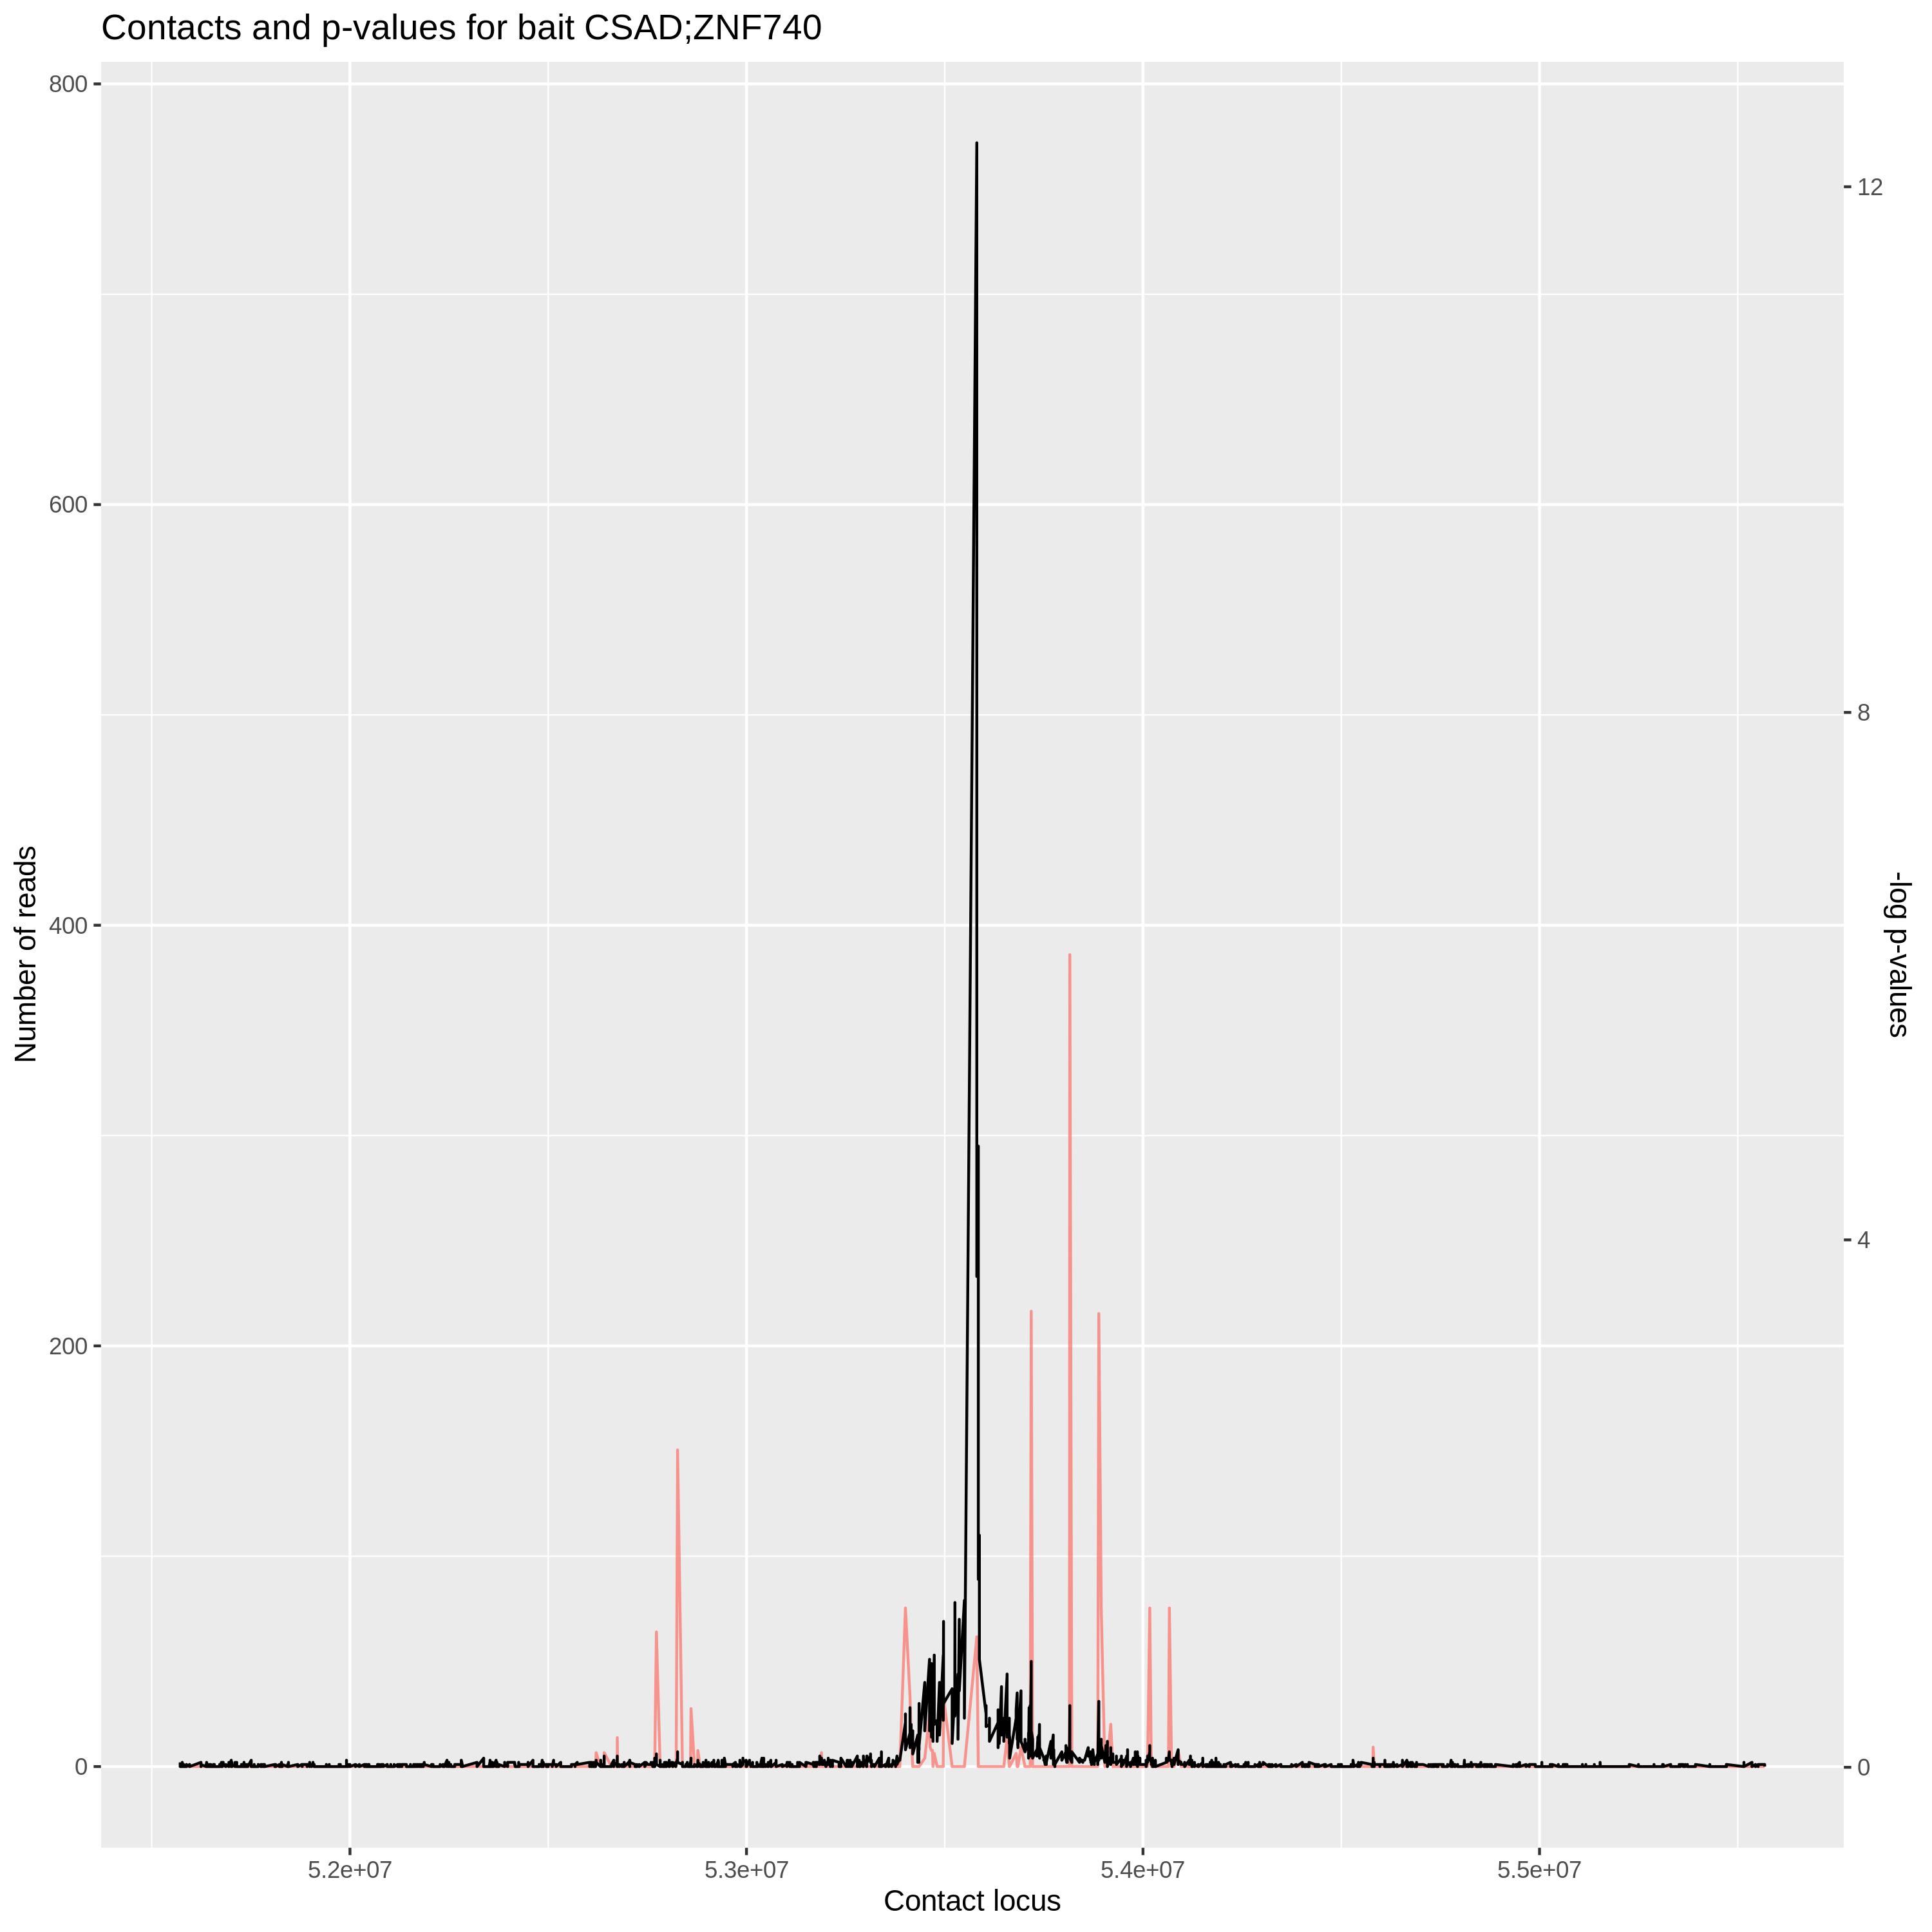 Contacts and p-values for bait CSAD;ZNF740
800
600
400
200
0
12
8
4
0
Number of reads
-log p-values
5.2e+07
5.3e+07
5.4e+07
5.5e+07
Contact locus